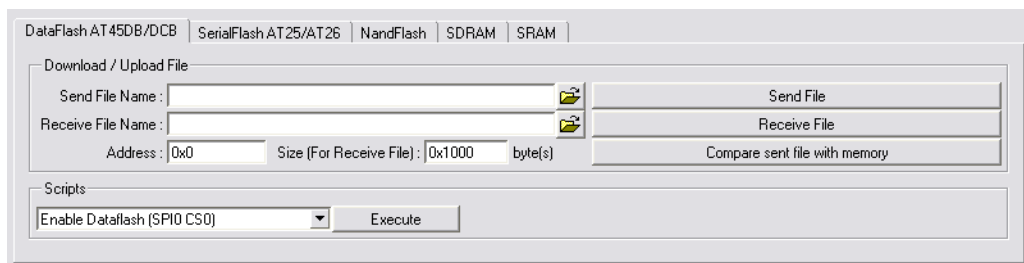 DataFlash AT45DB/DCB SerialFlash AT25/AT26 NandFlash SDRAM SRAM
Download / Upload File
Send File Name : Send File
Receive File Name : Receive File
Address : 0x0 Size (For Receive File) : 0x1000 byte(s) Compare sent file with memory
Scripts
Enable Dataflash (SPI0 CS0) Execute